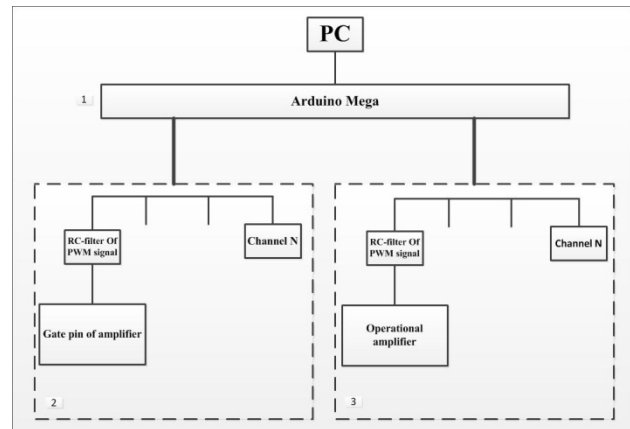 PC
1
Arduino Mega
RC-filter Of
PWM signal
Channel N
Gate pin of amplifier
2
RC-filter Of
PWM signal
Channel N
Operational
amplifier
3